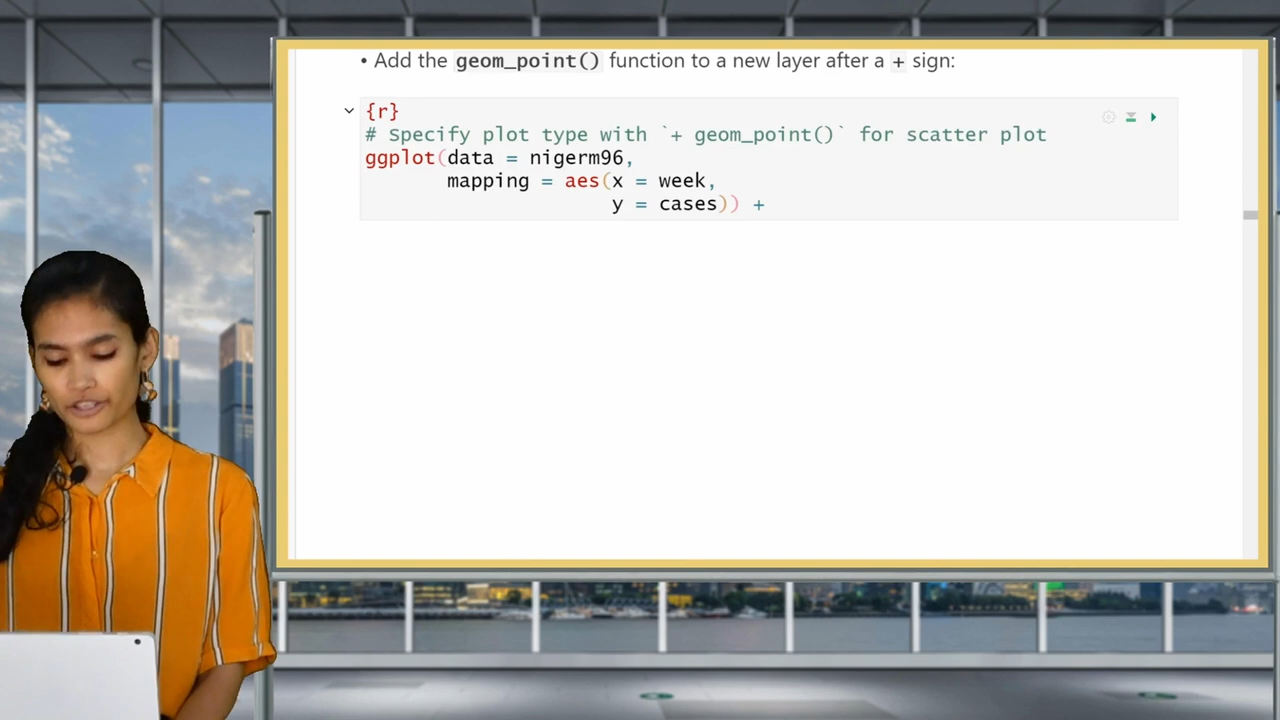 • Add the geom_point() function to a new layer after a + sign:
{r}
# Specify plot type with `+ geom_point()` for scatter plot
ggplot(data = nigerm96,
mapping = aes(x = week,
y = cases)) +